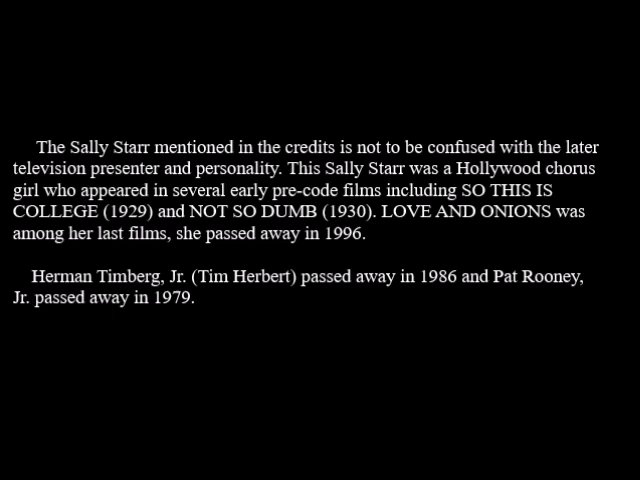 The Sally Starr mentioned in the credits is not to be confused with the later
television presenter and personality. This Sally Starr was a Hollywood chorus
girl who appeared in several early pre-code films including SO THIS IS
COLLEGE (1929) and NOT SO DUMB (1930). LOVE AND ONIONS was
among her last films, she passed away in 1996.
Herman Timberg, Jr. (Tim Herbert) passed away in 1986 and Pat Rooney,
Jr. passed away in 1979.